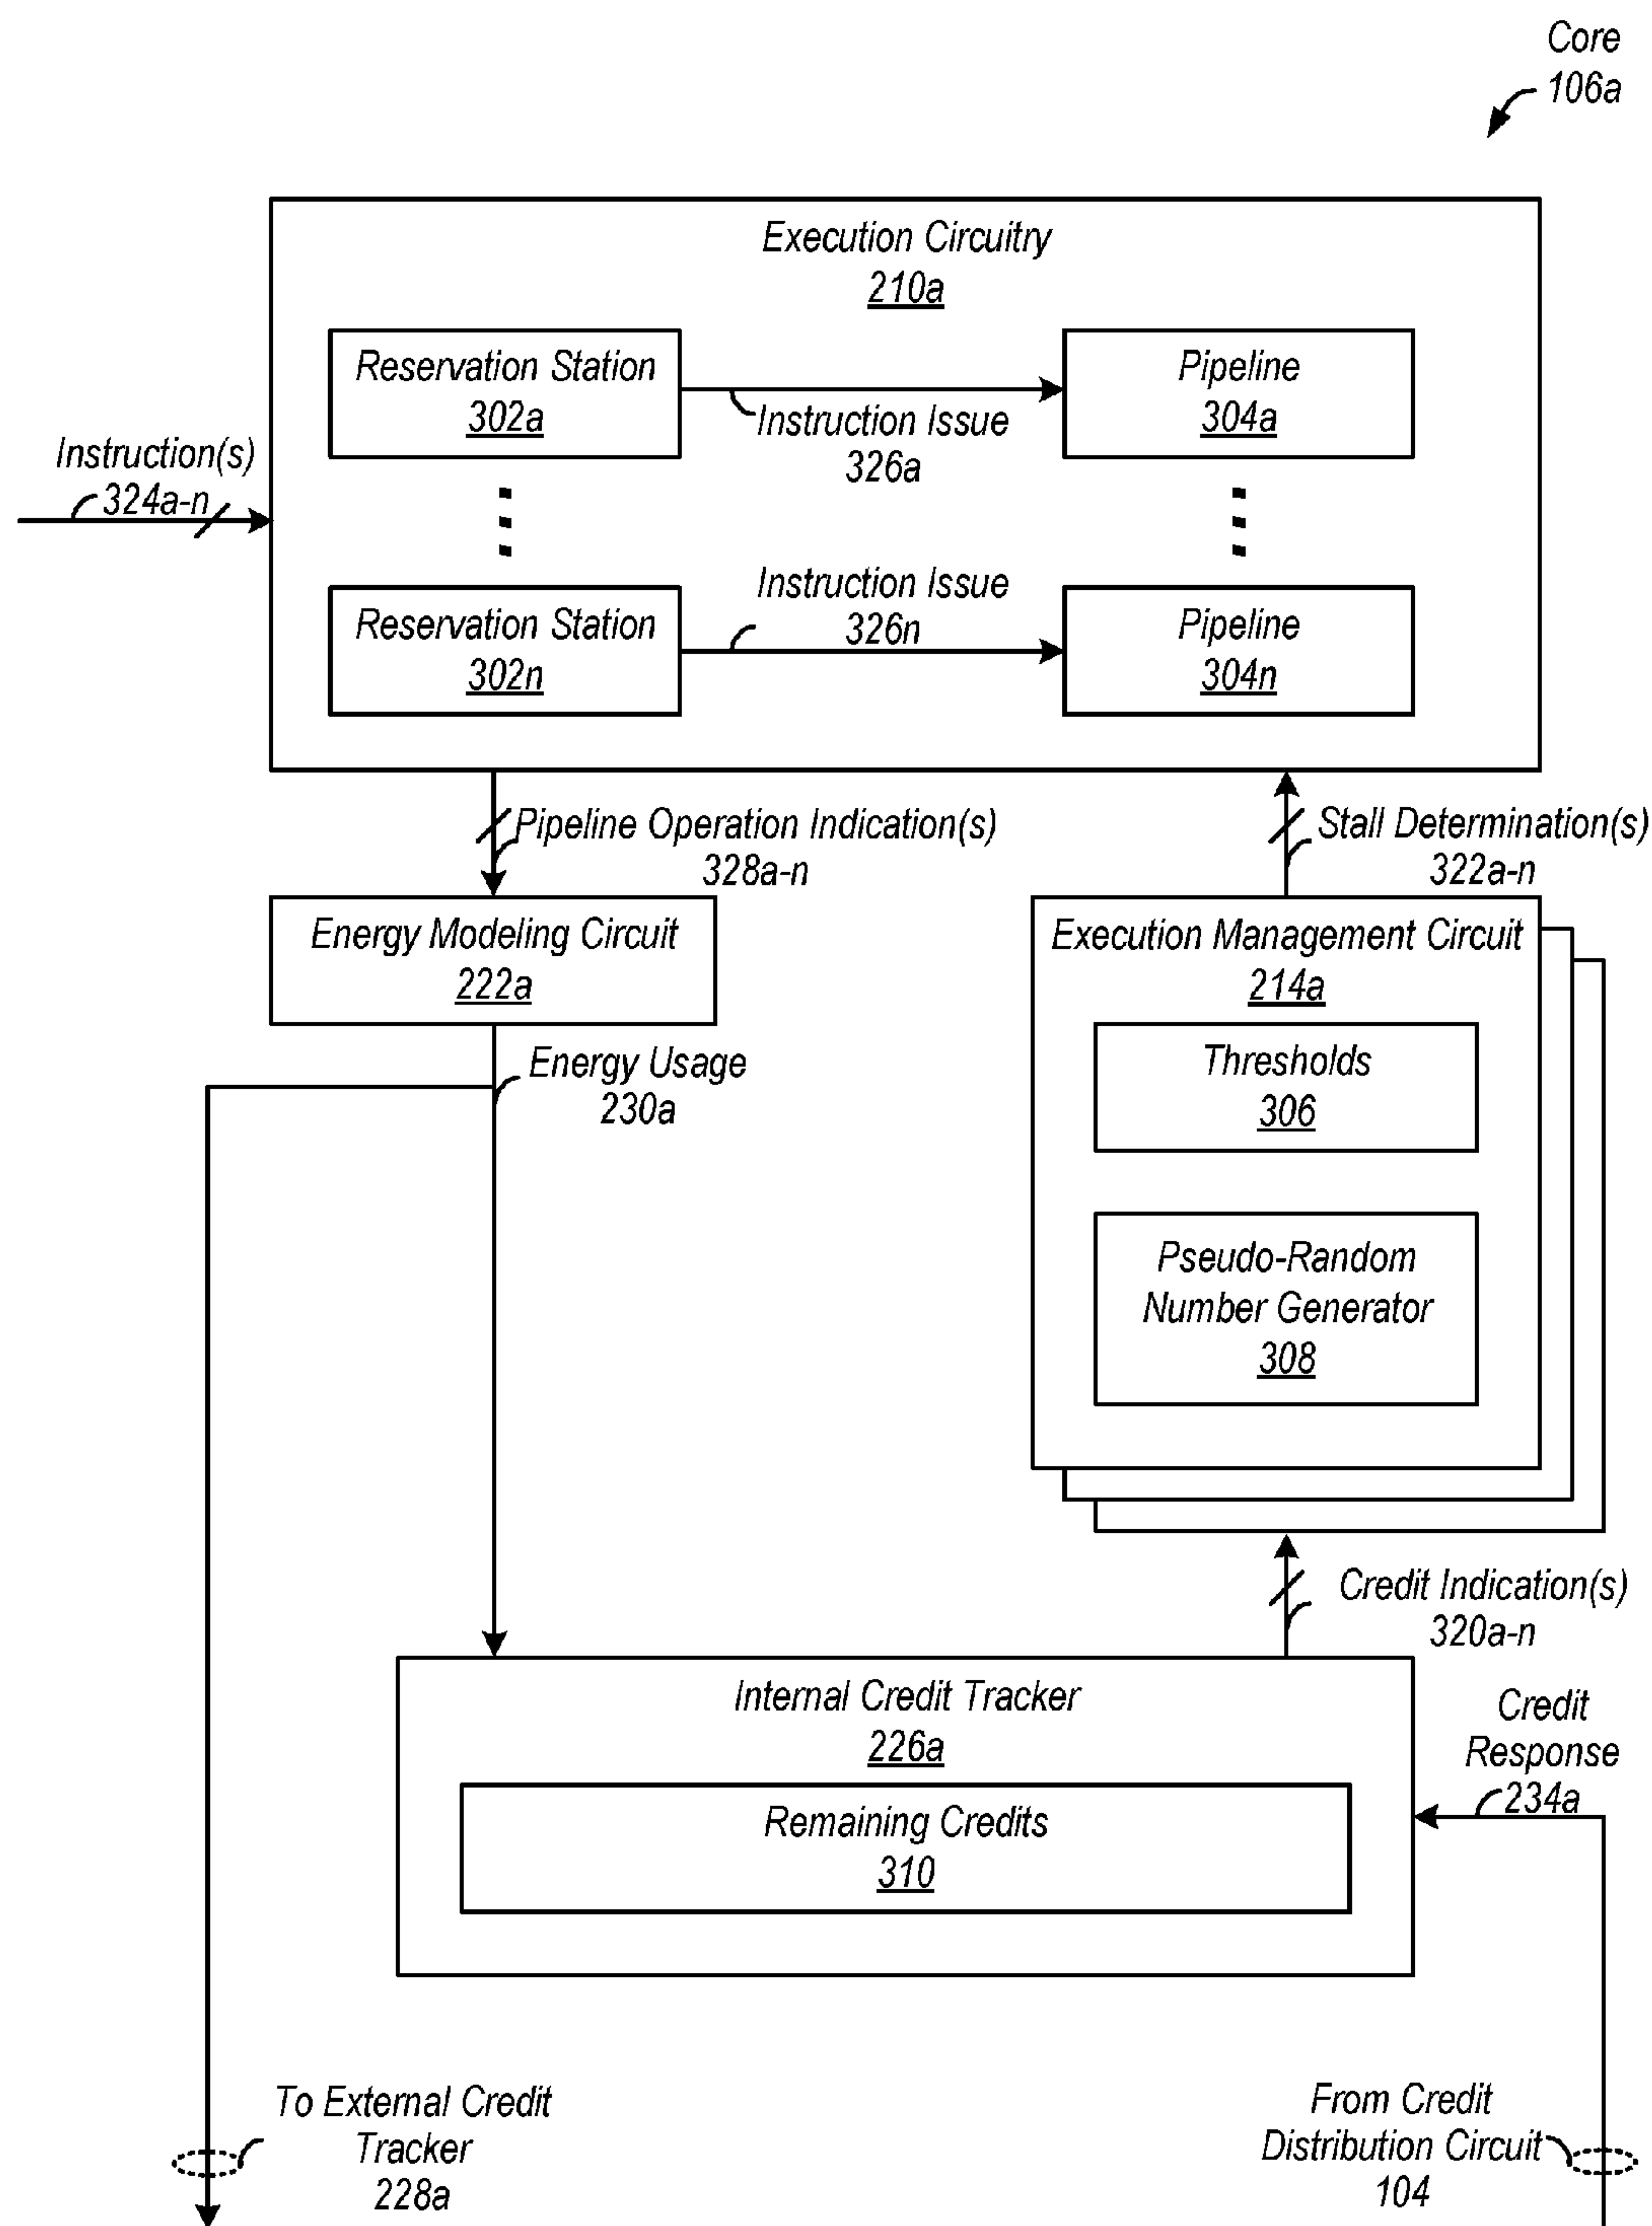 Core
106a
Execution Circuitry
210a
Reservation Station
302a
Instruction Issue
326a
Pipeline
304a
Instruction(s)
324a-n
Reservation Station
302n
Instruction Issue
326n
Pipeline
304n
Pipeline Operation Indication(s)
328a-n
Stall Determination(s)
322a-n
Energy Modeling Circuit
222a
Execution Management Circuit
214a
Energy Usage
230a
Thresholds
306
Pseudo-Random
Number Generator
308
Credit Indication(s)
320a-n
Internal Credit Tracker
226a
Remaining Credits
310
Credit
Response
234a
To External Credit
Tracker
228a
From Credit
Distribution Circuit
104